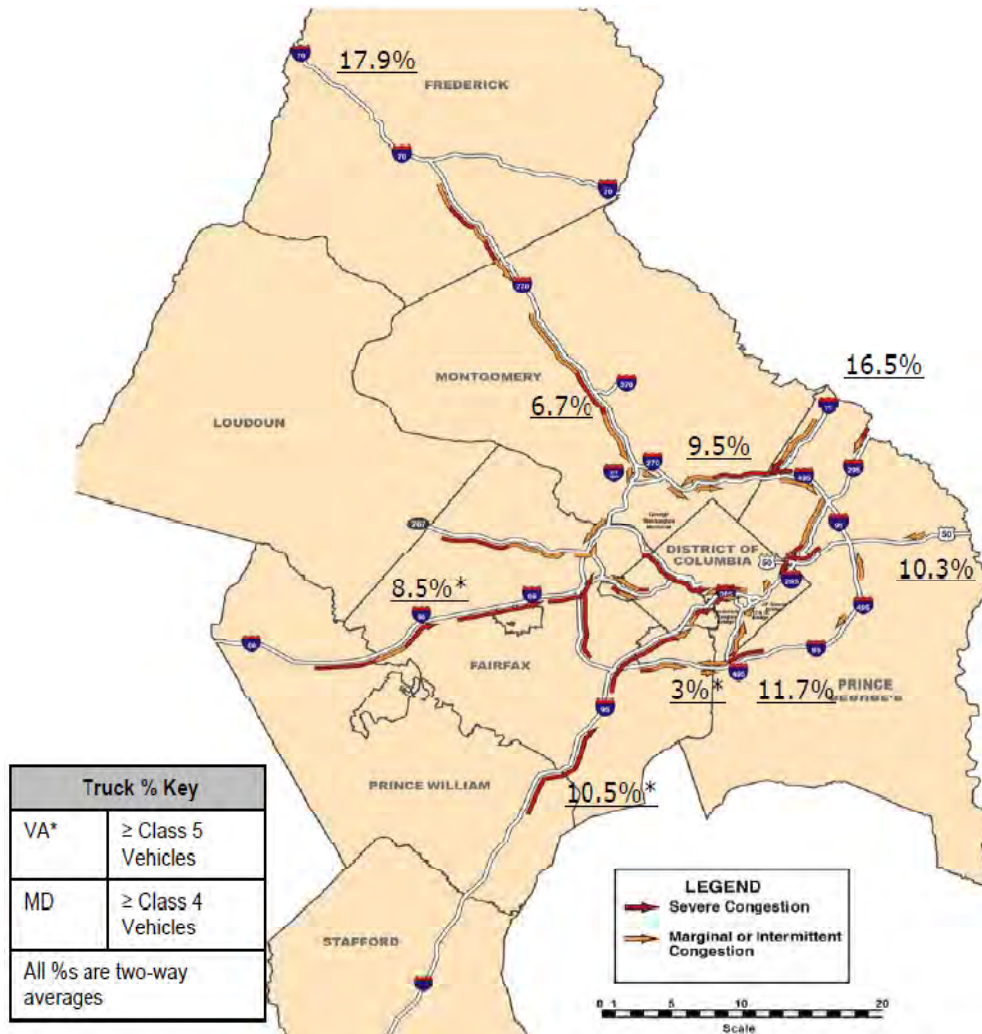 70
17.9%
FREDERICK
70
70
270
MONTGOMERY
16.5%
LOUDOUN
6.7%
370
95
9.5%
270
295
495
267
DISTRICT OF
COLUMBIA
95
50
50
8.5%*
66
66
395
295
10.3%
66
FAIRFAX
495
95
3%*
495
11.7%
PRINCE
GEORGE'S
95
PRINCE WILLIAM
10.5%*
Truck % Key
VA*
≥ Class 5
Vehicles
MD
≥ Class 4
Vehicles
All %s are two-way
averages
STAFFORD
LEGEND
Severe Congestion
Marginal or Intermittent
Congestion
0 1 5 10 20
Scale